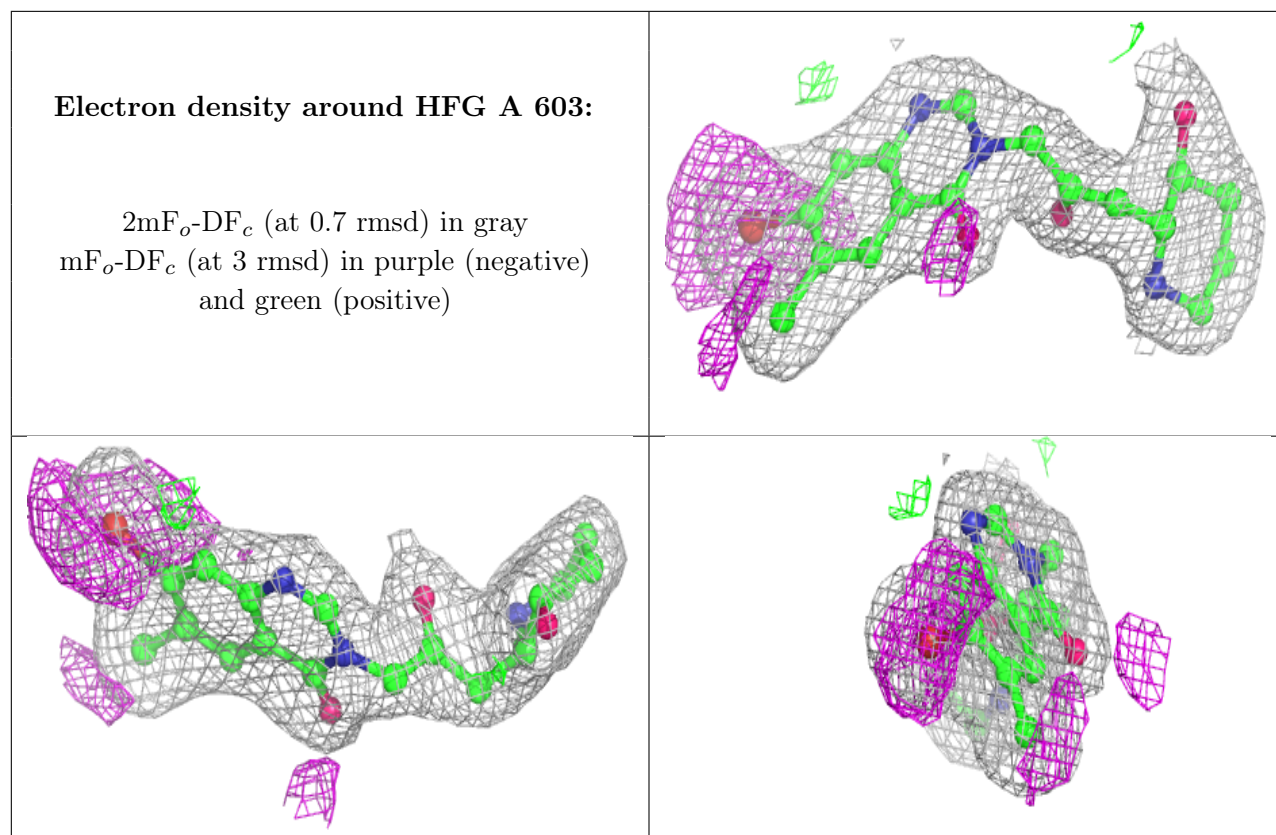 Electron density around HFG A 603:
2mFo-DFc (at 0.7 rmsd) in gray
mFo-DFc (at 3 rmsd) in purple (negative)
and green (positive)